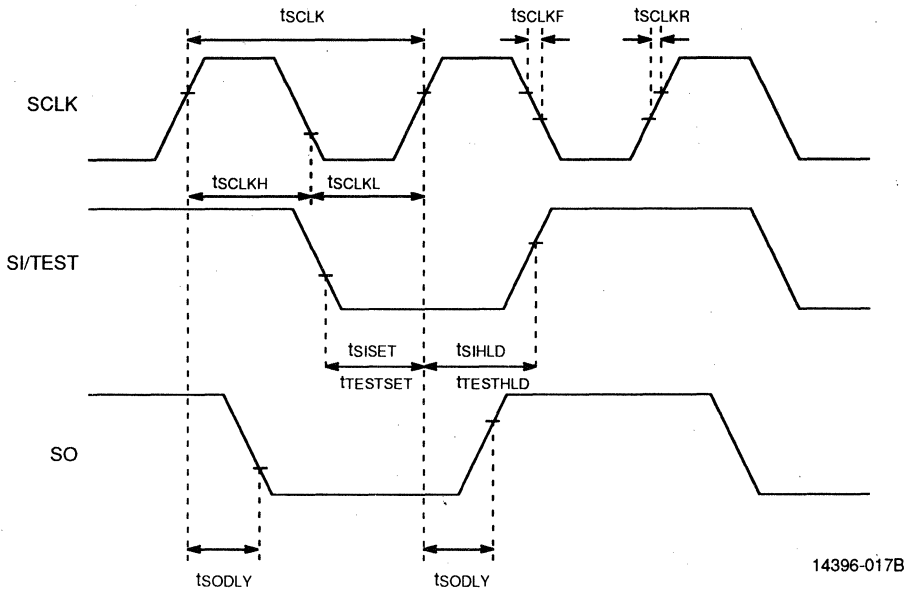 tSCLK
tSCLKF
tSCLKR
SCLK
tSCLKH
tSCLKL
SI/TEST
tSISET
tSIHLD
tTESTSET
tTESTHLD
SO
tSODLY
tSODLY
14396-017B